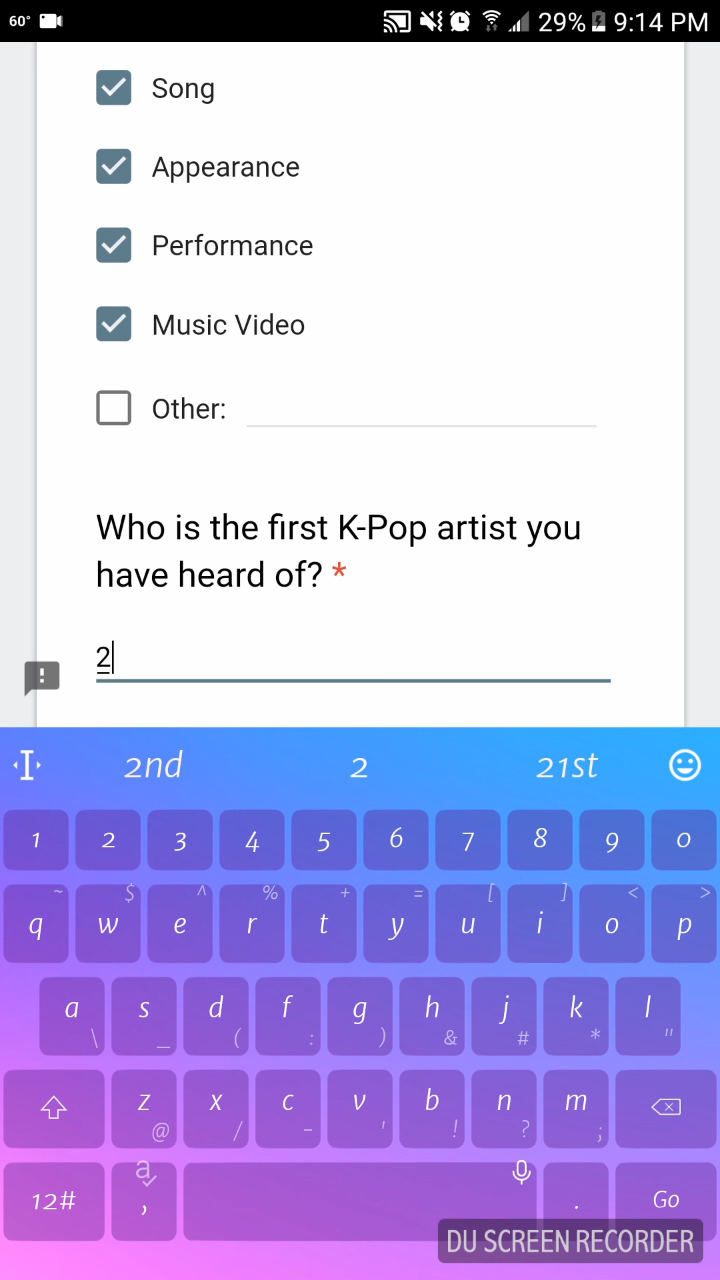 60° 29% 9:14 PM
Song
Appearance
Performance
Music Video
Other:
Who is the first K-Pop artist you
have heard of? *
2
2nd 2 21st
1 2 3 4 5 6 7 8 9 0
~ $ ^ % + = [ ] < >
q w e r t y u i o p
a s d f g h j k l
\ _ ( : ) & # * "
z x c v b n m
@ / - ' ! ? ;
a
12# , . Go
DU SCREEN RECORDER